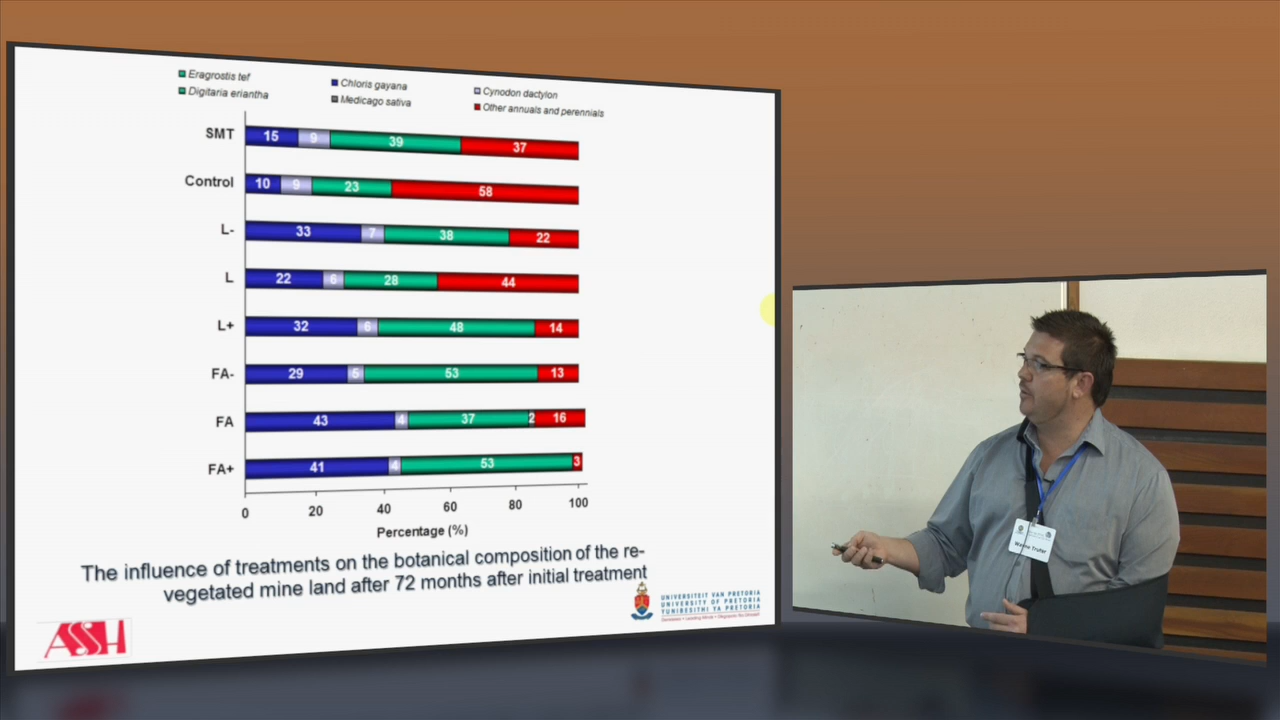 Eragrostis tef
Chloris gayana
Cynodon dactylon
Digitaria eriantha
Medicago sativa
Other annuals and perennials
SMT 15 9 39 37
Control 10 9 23 58
L- 33 7 38 22
L 22 6 28 44
L+ 32 6 48 14
FA- 29 5 53 13
FA 43 4 37 2 16
FA+ 41 4 53 3
0 20 40 60 80 100
Percentage (%)
The influence of treatments on the botanical composition of the re-
vegetated mine land after 72 months after initial treatment
ASSH
UNIVERSITEIT VAN PRETORIA
UNIVERSITY OF PRETORIA
YUNIBESITHI YA PRETORIA
Truter